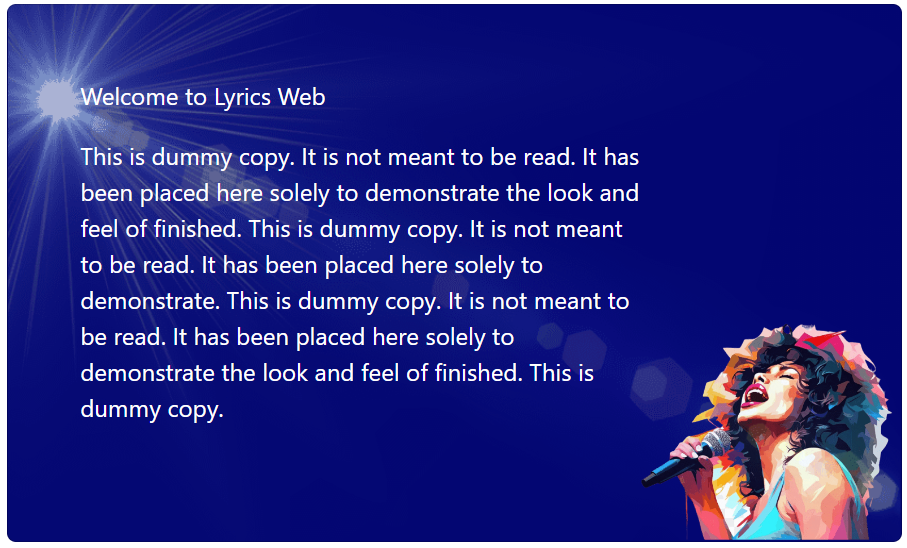 Welcome to Lyrics Web
This is dummy copy. It is not meant to be read. It has
been placed here solely to demonstrate the look and
feel of finished. This is dummy copy. It is not meant
to be read. It has been placed here solely to
demonstrate. This is dummy copy. It is not meant to
be read. It has been placed here solely to
demonstrate the look and feel of finished. This is
dummy copy.